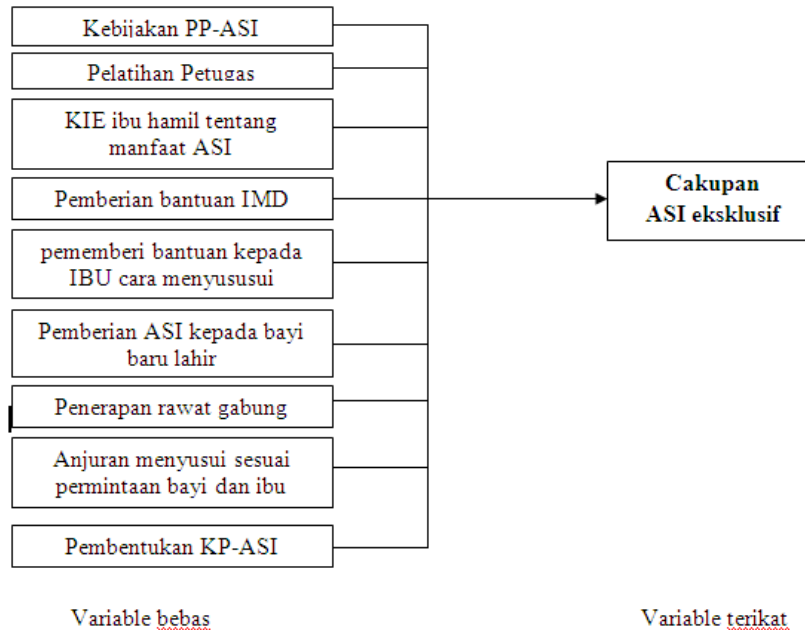 Kebijakan PP-ASI
Pelatihan Petugas
KIE ibu hamil tentang
manfaat ASI
Pemberian bantuan IMD
pememberi bantuan kepada
IBU cara menyususui
Pemberian ASI kepada bayi
baru lahir
Penerapan rawat gabung
Anjuran menyusui sesuai
permintaan bayi dan ibu
Pembentukan KP-ASI
Cakupan
ASI eksklusif
Variable bebas
Variable terikat